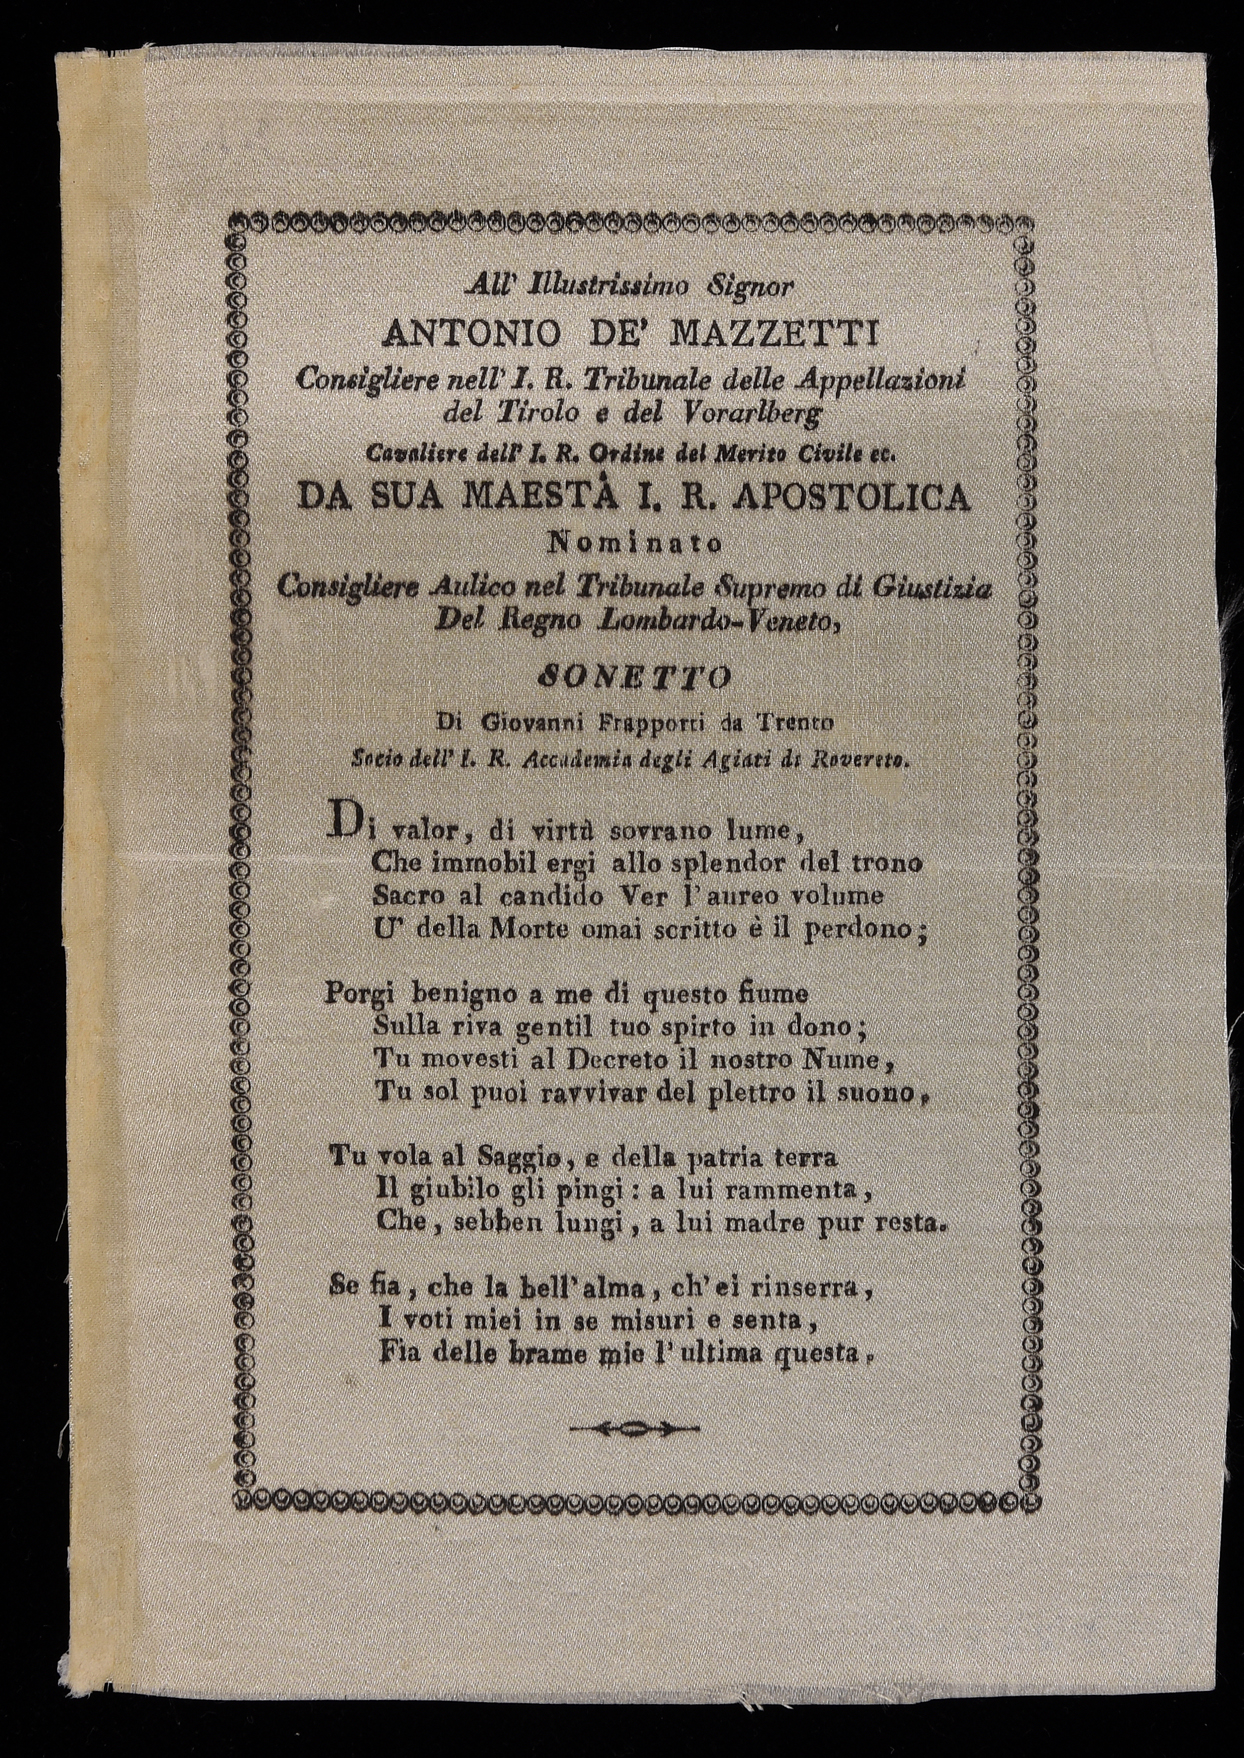 All' Illustrissimo Signor
ANTONIO DE' MAZZETTI
Consigliere nell' I. R. Tribunale delle Appellazioni
del Tirolo e del Vorarlberg
Cavaliere dell' I. R. Ordine del Merito Civile ec.
DA SUA MAESTÀ I. R. APOSTOLICA
Nominato
Consigliere Aulico nel Tribunale Supremo di Giustizia
Del Regno Lombardo-Veneto,
SONETTO
Di Giovanni Frapporti da Trento
Socio dell' I. R. Accademia degli Agiati di Rovereto.
Di valor, di virtù sovrano lume,
Che immobil ergi allo splendor del trono
Sacro al candido Ver l'aureo volume
U' della Morte omai scritto è il perdono;
Porgi benigno a me di questo fiume
Sulla riva gentil tuo spirto in dono;
Tu movesti al Decreto il nostro Nume,
Tu sol puoi ravvivar del plettro il suono.
Tu vola al Saggio, e della patria terra
Il giubilo gli pingi: a lui rammenta,
Che, sebben lungi, a lui madre pur resta.
Se fia, che la bell'alma, ch'ei rinserra,
I voti miei in se misuri e senta,
Fia delle brame mie l'ultima questa.